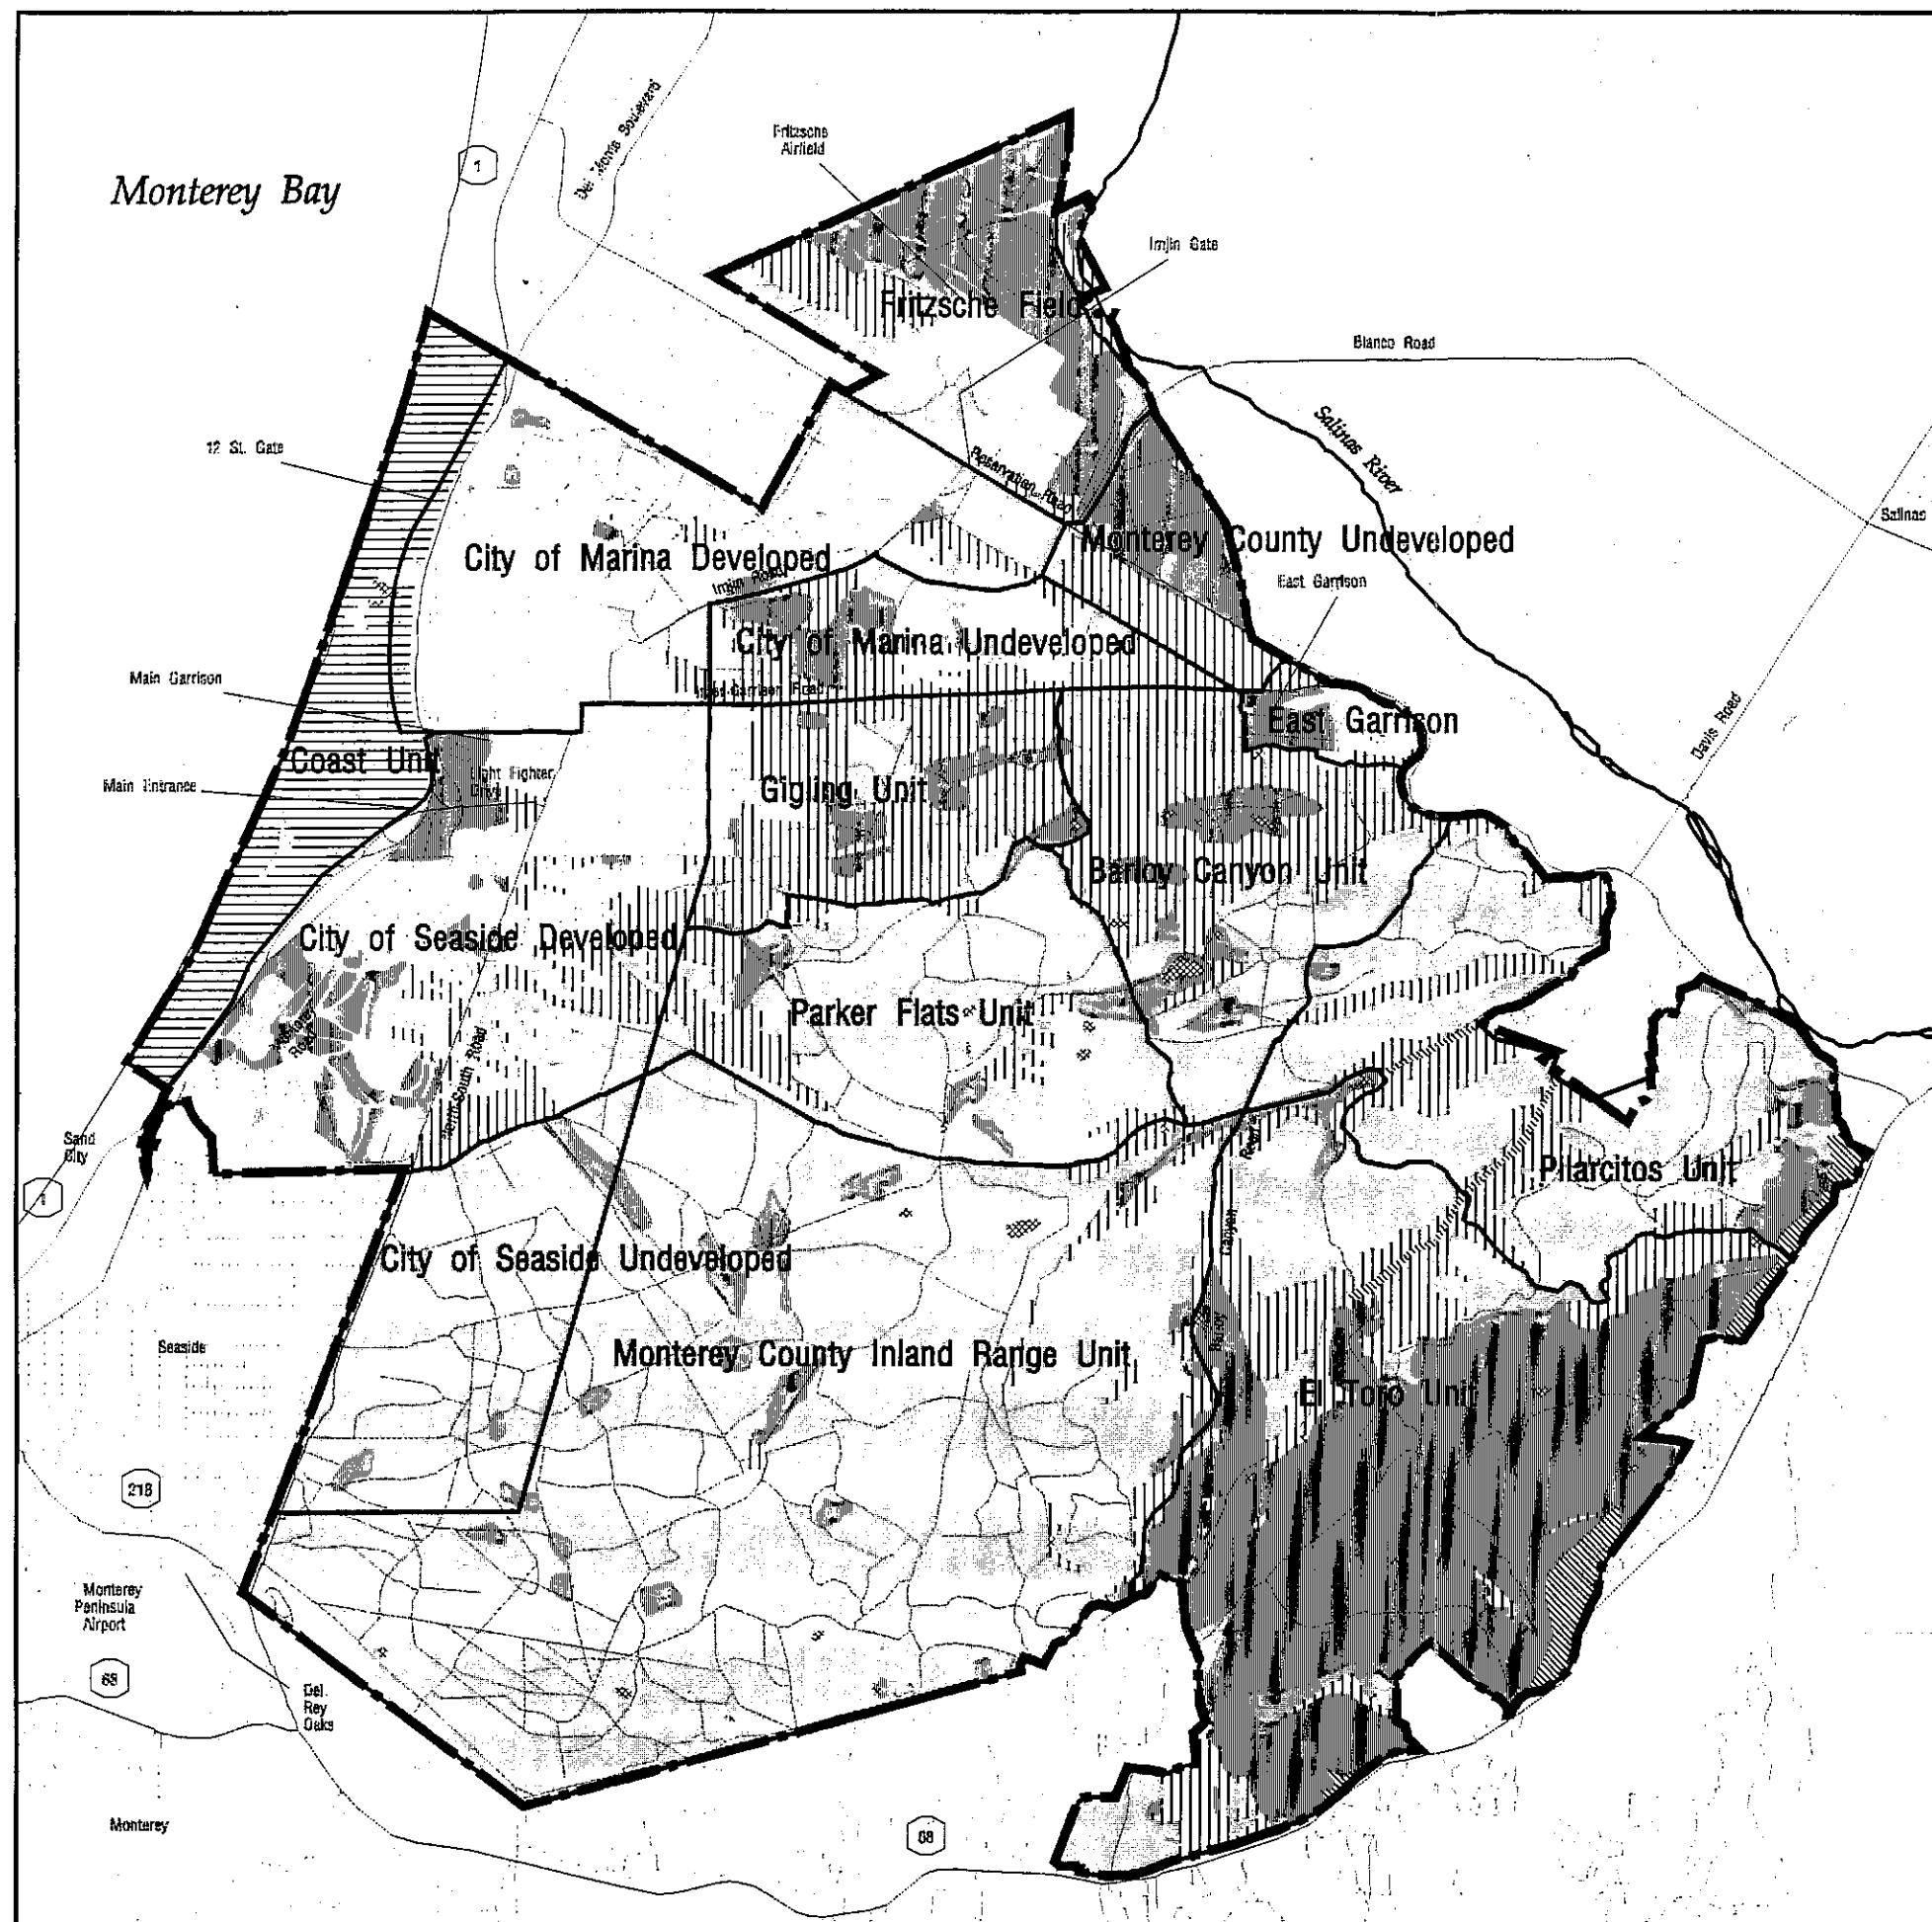 Monterey Bay
1
Del Monte Boulevard
Fritzsche
Airfield
Imjin Gate
Fritzsche Field
Blanco Road
12 St. Gate
Salinas River
Reservation Road
Salinas
City of Marina Developed
Imjin Road
Monterey County Undeveloped
East Garrison
City of Marina Undeveloped
Main Garrison
Inter-Garrison Road
East Garrison
Davis Road
Coast Unit
Light Fighter
Drive
Main Entrance
Gigling Unit
Barloy Canyon Unit
City of Seaside Developed
Parker Flats Unit
Road
North-South Road
Sand
City
1
Pilarcitos Unit
Canyon
Barloy
City of Seaside Undeveloped
Seaside
Monterey County Inland Range Unit
El Toro Unit
218
Monterey
Peninsula
Airport
68
Del
Rey
Oaks
Monterey
68